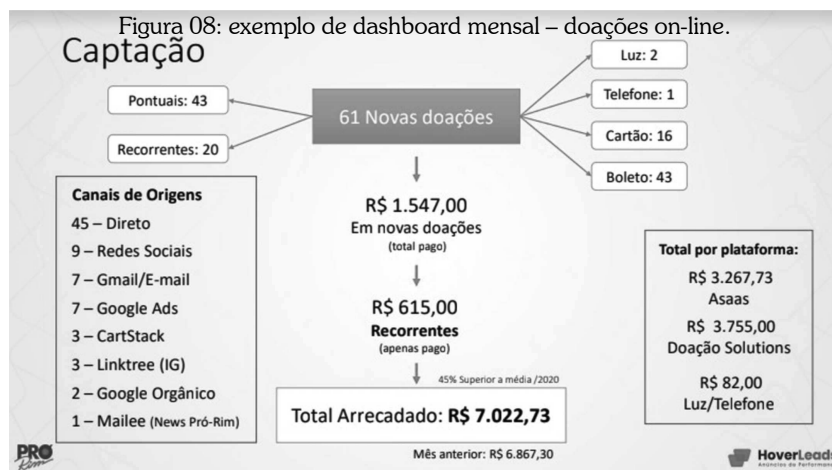 Figura 08: exemplo de dashboard mensal – doações on-line.
Captação
Pontuais: 43
Recorrentes: 20
61 Novas doações
Luz: 2
Telefone: 1
Cartão: 16
Boleto: 43
Canais de Origens
45 – Direto
9 – Redes Sociais
7 – Gmail/E-mail
7 – Google Ads
3 – CartStack
3 – Linktree (IG)
2 – Google Orgânico
1 – Mailee (News Pró-Rim)
R$ 1.547,00
Em novas doações
(total pago)
R$ 615,00
Recorrentes
(apenas pago)
45% Superior a média /2020
Total Arrecadado: R$ 7.022,73
Mês anterior: R$ 6.867,30
Total por plataforma:
R$ 3.267,73
Asaas
R$ 3.755,00
Doação Solutions
R$ 82,00
Luz/Telefone
PRÓ
Rim
HoverLeads
Anúncios de Performance